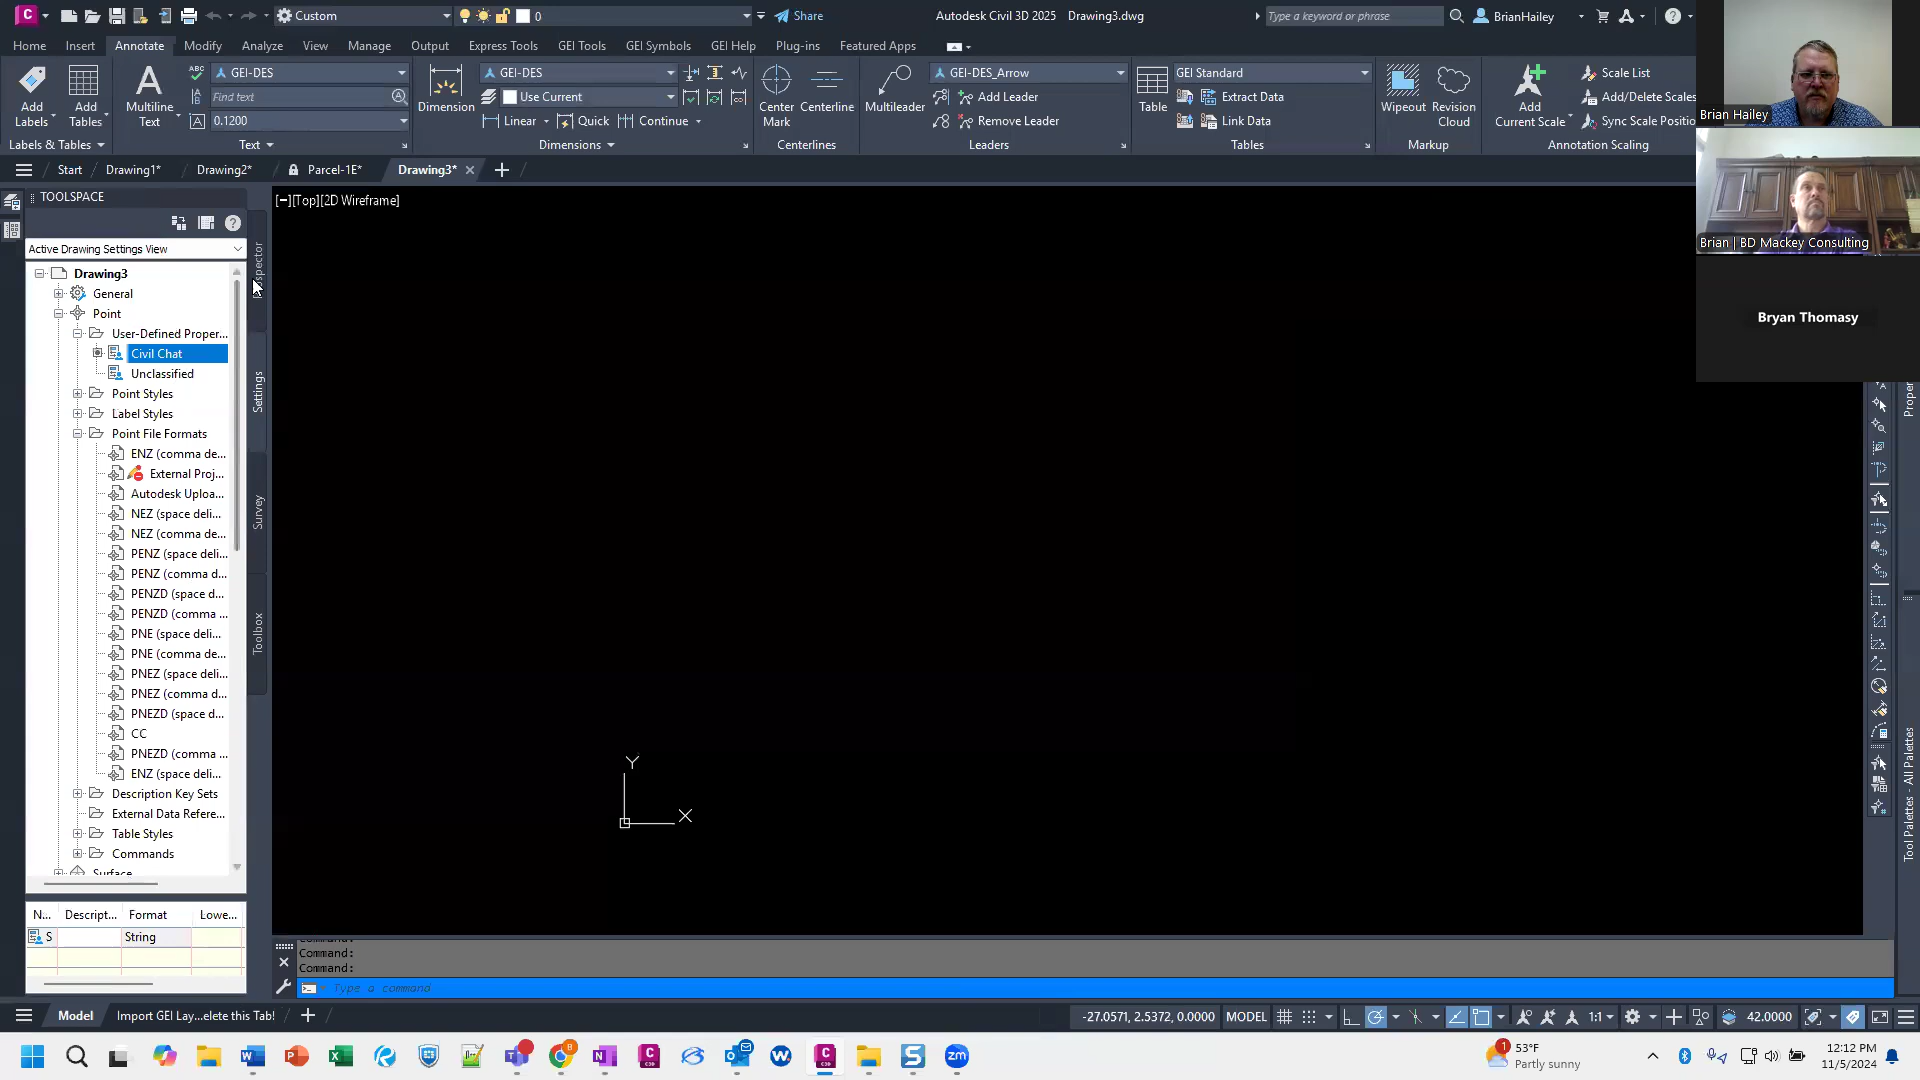 Custom
0
Share
Autodesk Civil 3D 2025 Drawing3.dwg
Type a keyword or phrase
BrianHailey
Home Insert Annotate Modify Analyze View Manage Output Express Tools GEI Tools GEI Symbols GEI Help Plug-ins Featured Apps
Add Labels
Add Tables
Labels & Tables
Multiline Text
ABC
GEI-DES
Find text
0.1200
Text
Dimension
GEI-DES
Use Current
Linear Quick Continue
Dimensions
Center Mark
Centerline
Centerlines
Multileader
GEI-DES_Arrow
Add Leader
Remove Leader
Leaders
Table
GEI Standard
Extract Data
Link Data
Tables
Wipeout
Revision Cloud
Markup
Add Current Scale
Scale List
Add/Delete Scales
Sync Scale Positio
Annotation Scaling
Brian Hailey
Brian | BD Mackey Consulting
Bryan Thomasy
Start Drawing1* Drawing2* Parcel-1E* Drawing3*
TOOLSPACE
Active Drawing Settings View
Drawing3
General
Point
User-Defined Proper...
Civil Chat
Unclassified
Point Styles
Label Styles
Point File Formats
ENZ (comma de...
External Proj...
Autodesk Uploa...
NEZ (space deli...
NEZ (comma de...
PENZ (space deli...
PENZ (comma d...
PENZD (space d...
PENZD (comma ...
PNE (space deli...
PNE (comma de...
PNEZ (space deli...
PNEZ (comma d...
PNEZD (space d...
CC
PNEZD (comma ...
ENZ (space deli...
Description Key Sets
External Data Refere...
Table Styles
Commands
Surface
N... Descript... Format Lowe...
S String
Settings
Survey
Toolbox
[−][Top][2D Wireframe]
Y
X
Tool Palettes - All Palettes
Command:
Command:
Type a command
Model Import GEI Lay...elete this Tab!
-27.0571, 2.5372, 0.0000 MODEL 1:1 42.0000
53°F
Partly sunny
12:12 PM
11/5/2024